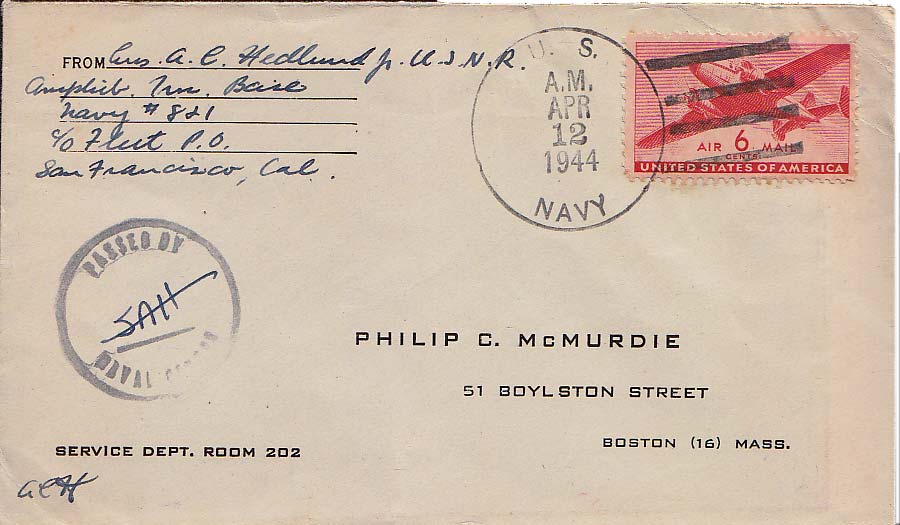 FROM Ens. A. C. Hedlund Jr. U.S.N.R.
Amphib. Trn. Base
Navy # 821
c/o Fleet P.O.
San Francisco, Cal.
U. S.
A.M.
APR
12
1944
NAVY
AIR 6 MAIL
CENTS
UNITED STATES OF AMERICA
PASSED BY
SAH
NAVAL
PHILIP C. McMURDIE
51 BOYLSTON STREET
BOSTON (16) MASS.
SERVICE DEPT. ROOM 202
ACH